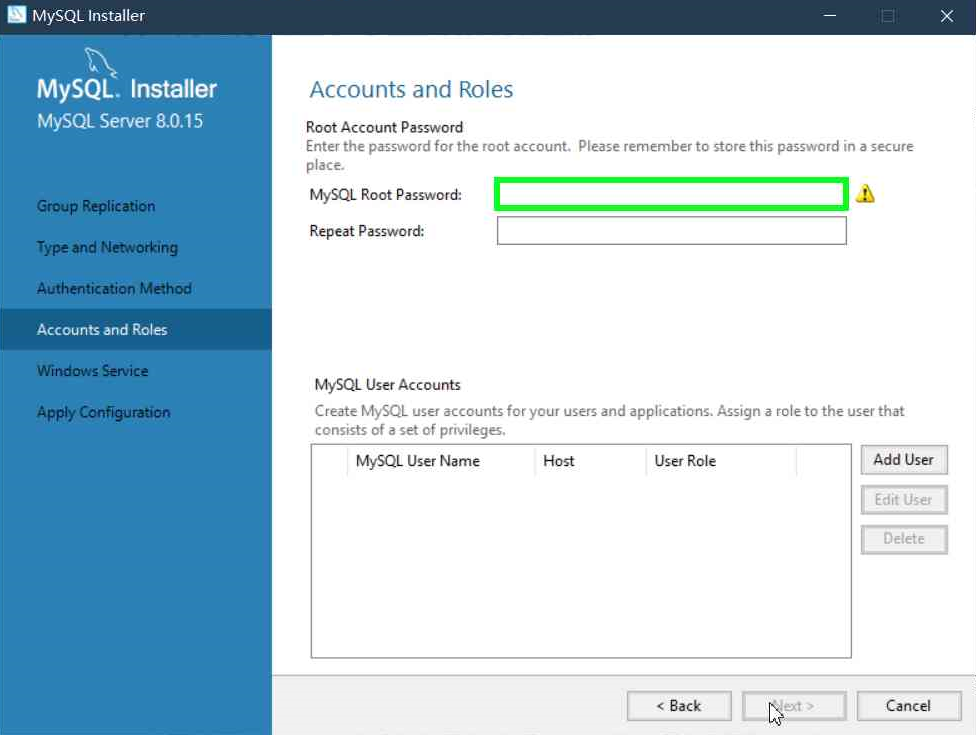 MySQL Installer
MySQL. Installer
MySQL Server 8.0.15
Group Replication
Type and Networking
Authentication Method
Accounts and Roles
Windows Service
Apply Configuration
Accounts and Roles
Root Account Password
Enter the password for the root account. Please remember to store this password in a secure
place.
MySQL Root Password:
Repeat Password:
MySQL User Accounts
Create MySQL user accounts for your users and applications. Assign a role to the user that
consists of a set of privileges.
MySQL User Name Host User Role
Add User
Edit User
Delete
< Back Next > Cancel